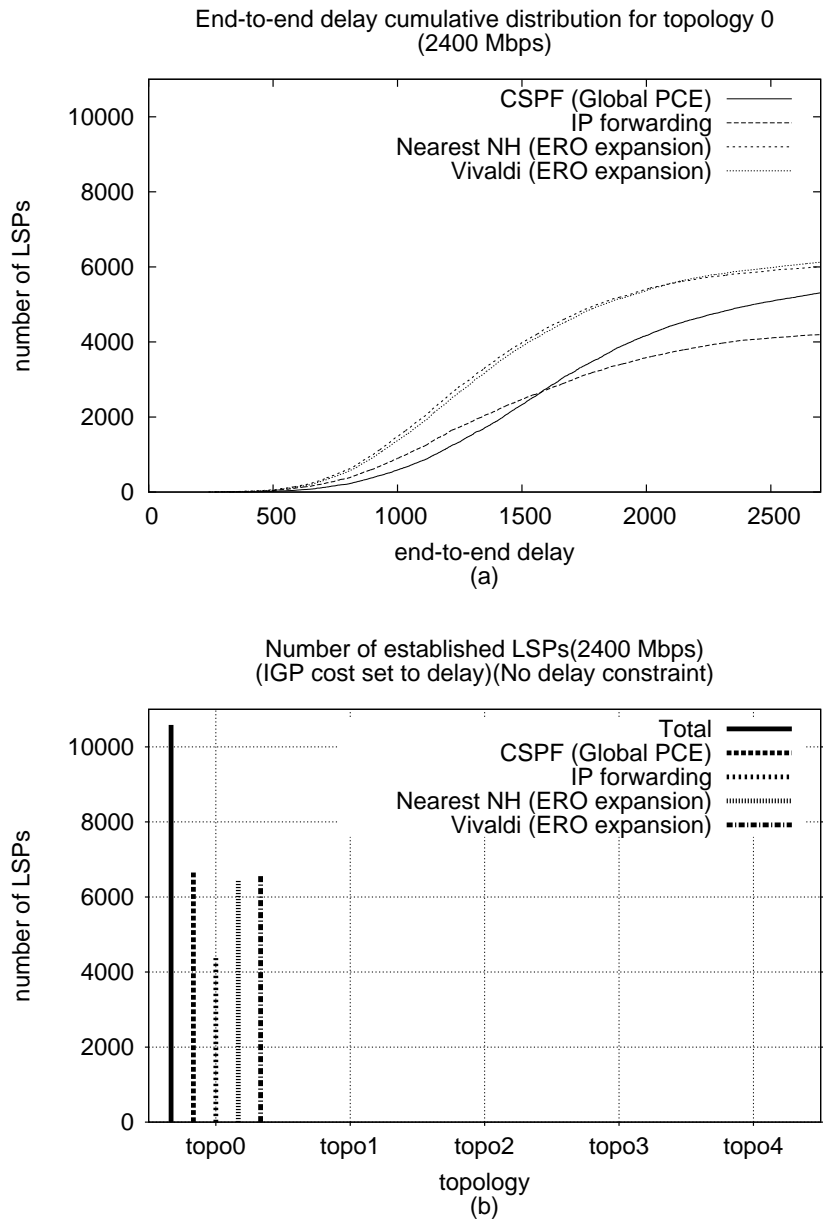 End-to-end delay cumulative distribution for topology 0
(2400 Mbps)
10000
8000
6000
4000
2000
0
number of LSPs
CSPF (Global PCE)
IP forwarding
Nearest NH (ERO expansion)
Vivaldi (ERO expansion)
0
500
1000
1500
2000
2500
end-to-end delay
(a)
Number of established LSPs(2400 Mbps)
(IGP cost set to delay)(No delay constraint)
10000
8000
6000
4000
2000
0
number of LSPs
Total
CSPF (Global PCE)
IP forwarding
Nearest NH (ERO expansion)
Vivaldi (ERO expansion)
topo0
topo1
topo2
topo3
topo4
topology
(b)